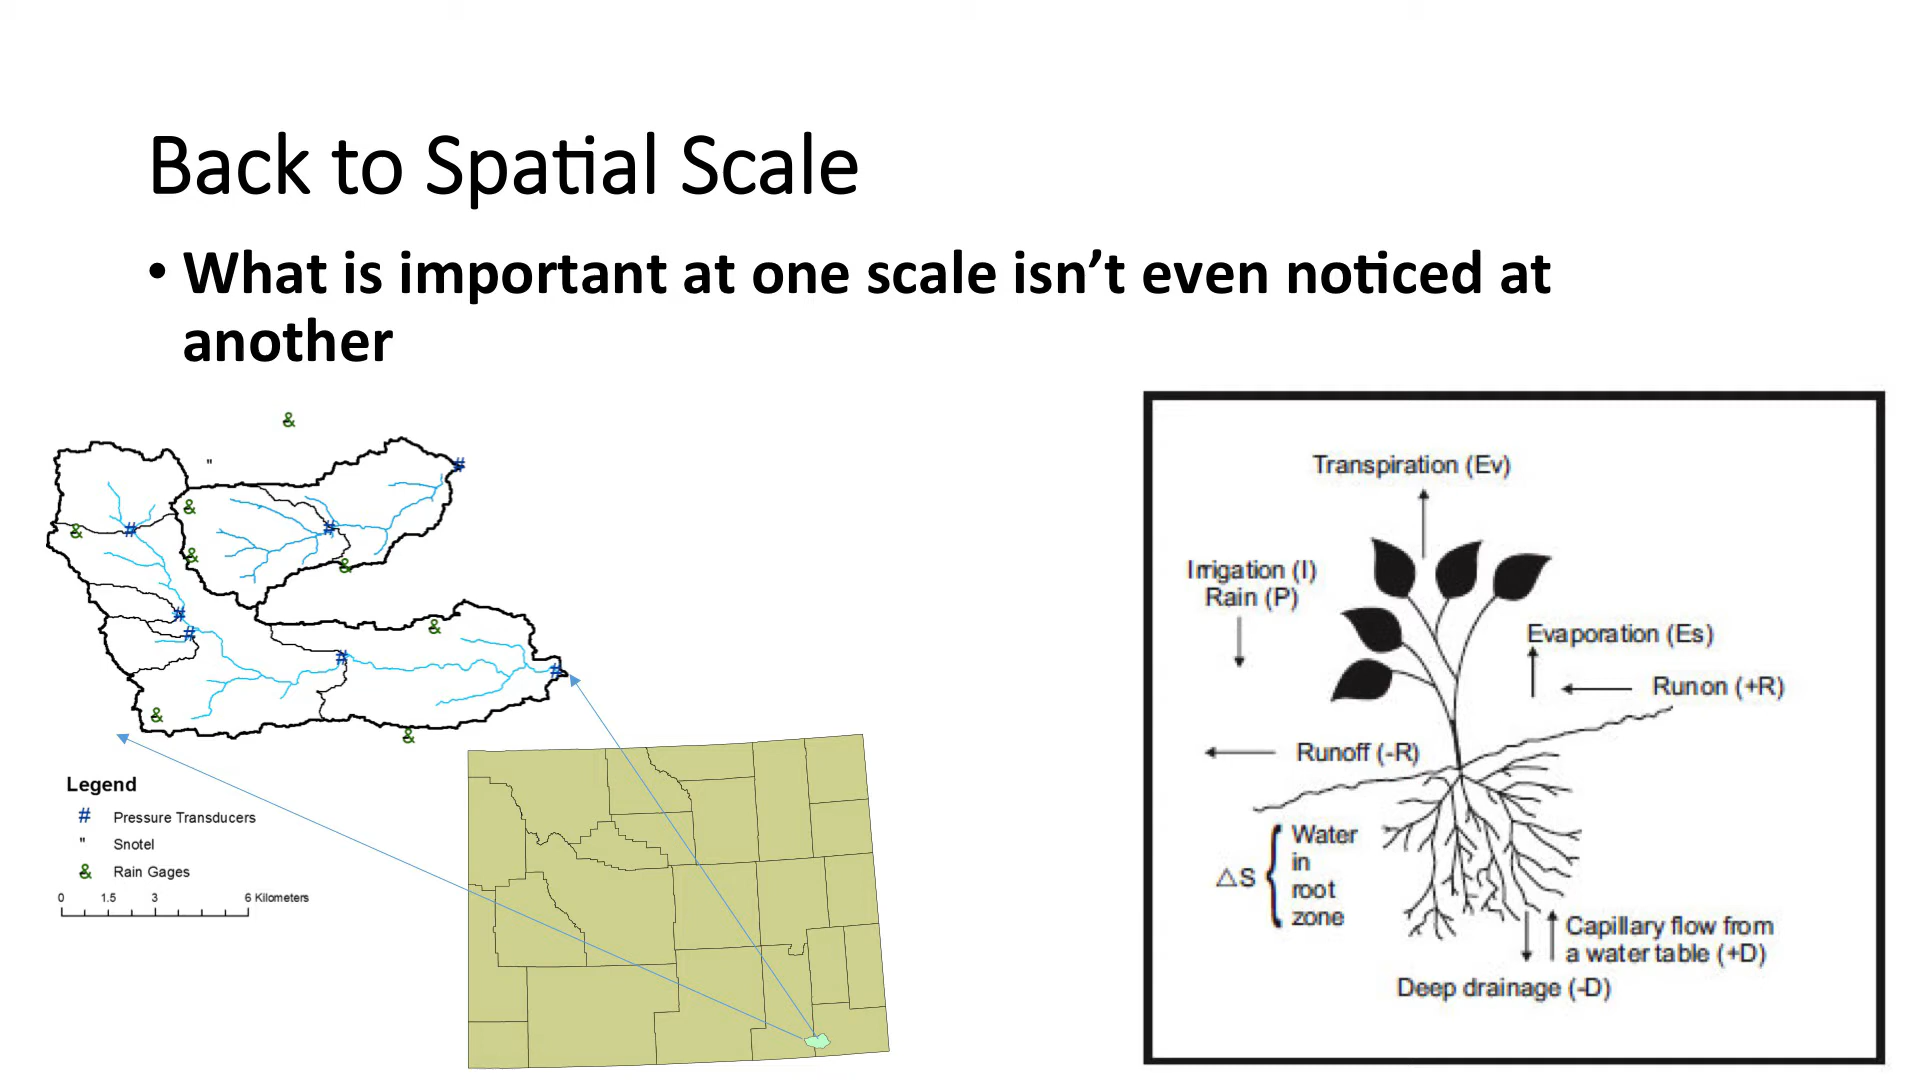 Back to Spatial Scale
• What is important at one scale isn’t even noticed at
another
&
"
#
&
#
&
#
&
&
#
#
&
#
#
&
&
Legend
# Pressure Transducers
" Snotel
& Rain Gages
0 1.5 3 6 Kilometers
Transpiration (Ev)
Irrigation (I)
Rain (P)
Evaporation (Es)
Runon (+R)
Runoff (-R)
△S
Water
in
root
zone
Capillary flow from
a water table (+D)
Deep drainage (-D)